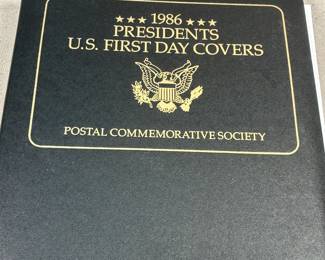 ★★★ 1986 ★★★
PRESIDENTS
U.S. FIRST DAY COVERS
POSTAL COMMEMORATIVE SOCIETY